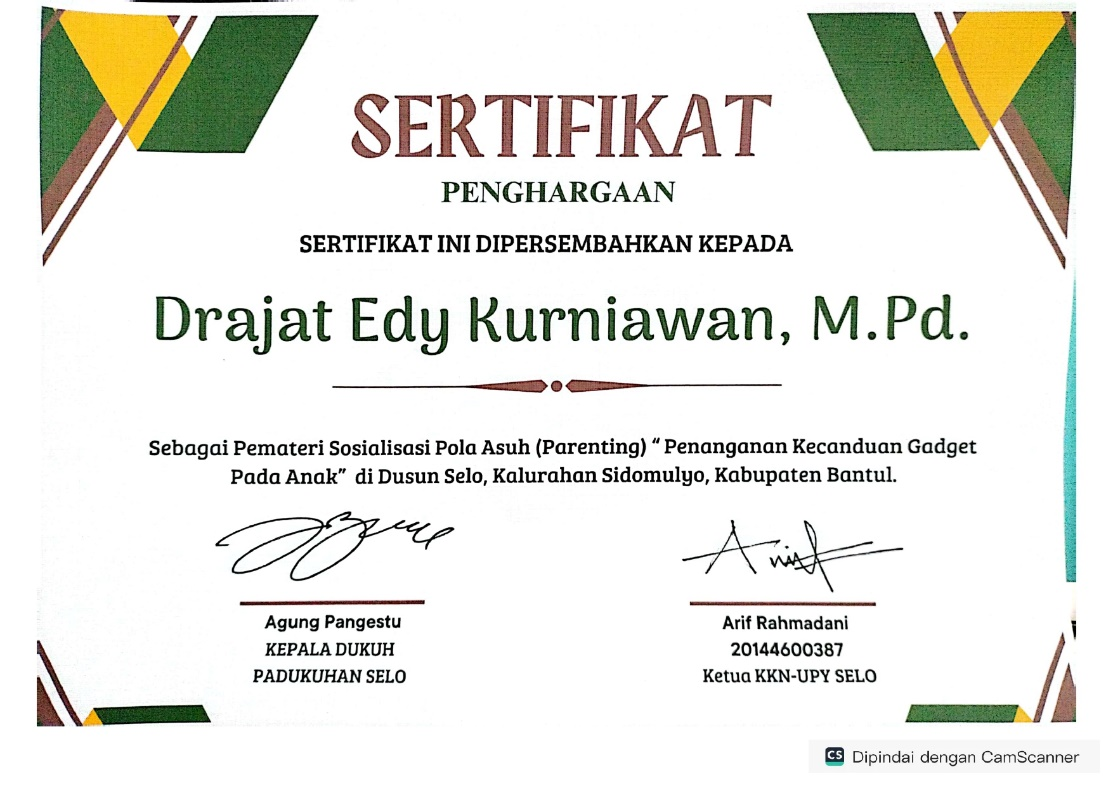 SERTIFIKAT
PENGHARGAAN
SERTIFIKAT INI DIPERSEMBAHKAN KEPADA
Drajat Edy Kurniawan, M.Pd.
Sebagai Pemateri Sosialisasi Pola Asuh (Parenting) “ Penanganan Kecanduan Gadget
Pada Anak” di Dusun Selo, Kalurahan Sidomulyo, Kabupaten Bantul.
Agung Pangestu
KEPALA DUKUH
PADUKUHAN SELO
Arif Rahmadani
20144600387
Ketua KKN-UPY SELO
CS Dipindai dengan CamScanner